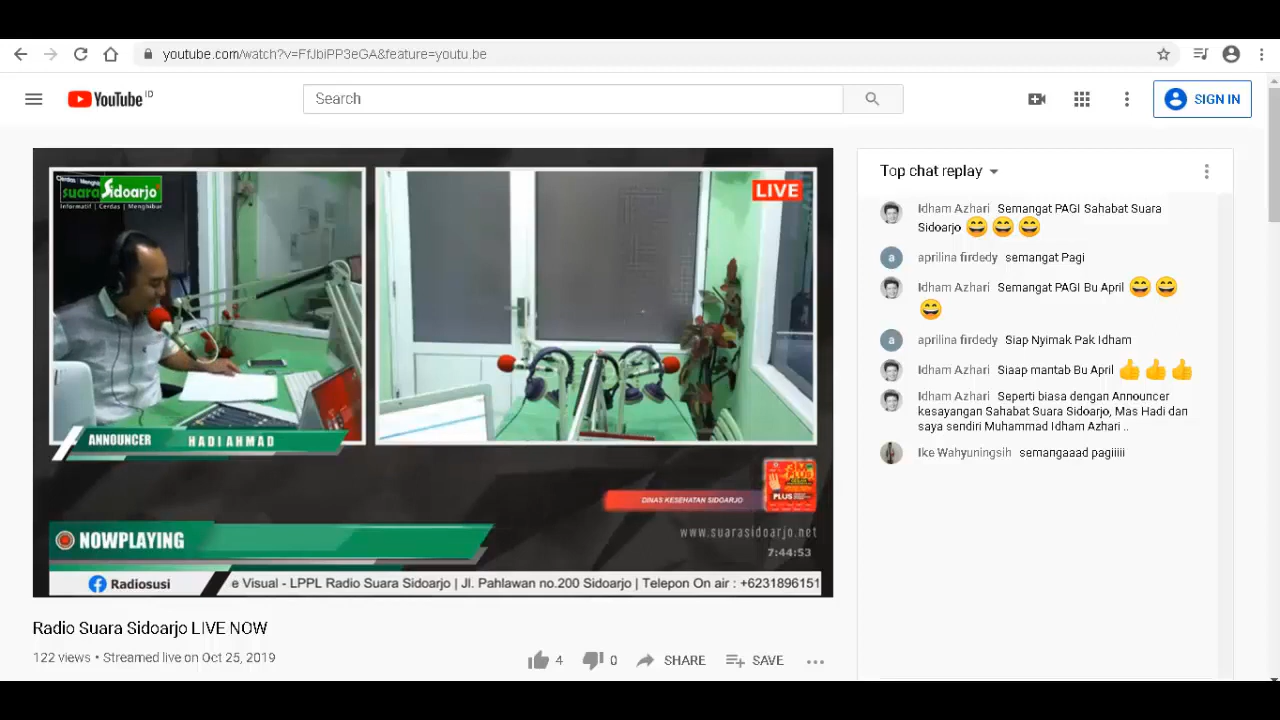 youtube.com/watch?v=FfJbiPP3eGA&feature=youtu.be
YouTube ID
Search
SIGN IN
suara Sidoarjo
Informatif | Cerdas | Menghibur
LIVE
ANNOUNCER HADI AHMAD
DINAS KESEHATAN SIDOARJO
PLUS
www.suarasidoarjo.net
7:44:53
NOWPLAYING
Radiosusi
e Visual - LPPL Radio Suara Sidoarjo | Jl. Pahlawan no.200 Sidoarjo | Telepon On air : +6231896151
Radio Suara Sidoarjo LIVE NOW
122 views • Streamed live on Oct 25, 2019
4 0 SHARE SAVE
Top chat replay
Idham Azhari Semangat PAGI Sahabat Suara
Sidoarjo 😄😄😄
a aprilina firdedy semangat Pagi
Idham Azhari Semangat PAGI Bu April 😄😄
😄
a aprilina firdedy Siap Nyimak Pak Idham
Idham Azhari Siaap mantab Bu April 👍👍👍
Idham Azhari Seperti biasa dengan Announcer
kesayangan Sahabat Suara Sidoarjo, Mas Hadi dan
saya sendiri Muhammad Idham Azhari ..
Ike Wahyuningsih semangaaad pagiiiii